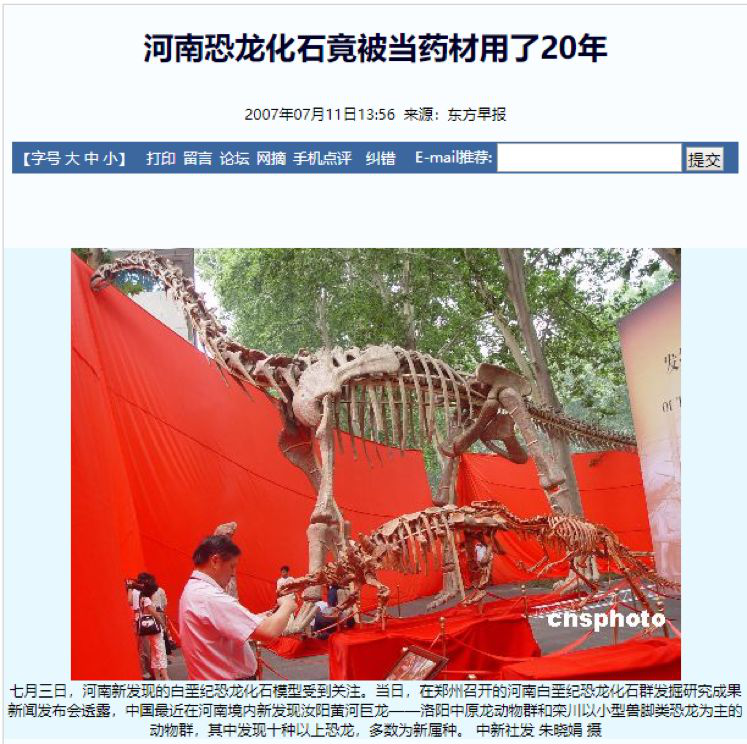 河南恐龙化石竟被当药材用了20年
2007年07月11日13:56 来源：东方早报
【字号 大 中 小】 打印 留言 论坛 网摘 手机点评 纠错 E-mail推荐: 提交
cnsphoto
七月三日，河南新发现的白垩纪恐龙化石模型受到关注。当日，在郑州召开的河南白垩纪恐龙化石群发掘研究成果
新闻发布会透露，中国最近在河南境内新发现汝阳黄河巨龙——洛阳中原龙动物群和栾川以小型兽脚类恐龙为主的
动物群，其中发现十种以上恐龙，多数为新属种。 中新社发 朱晓娟 摄